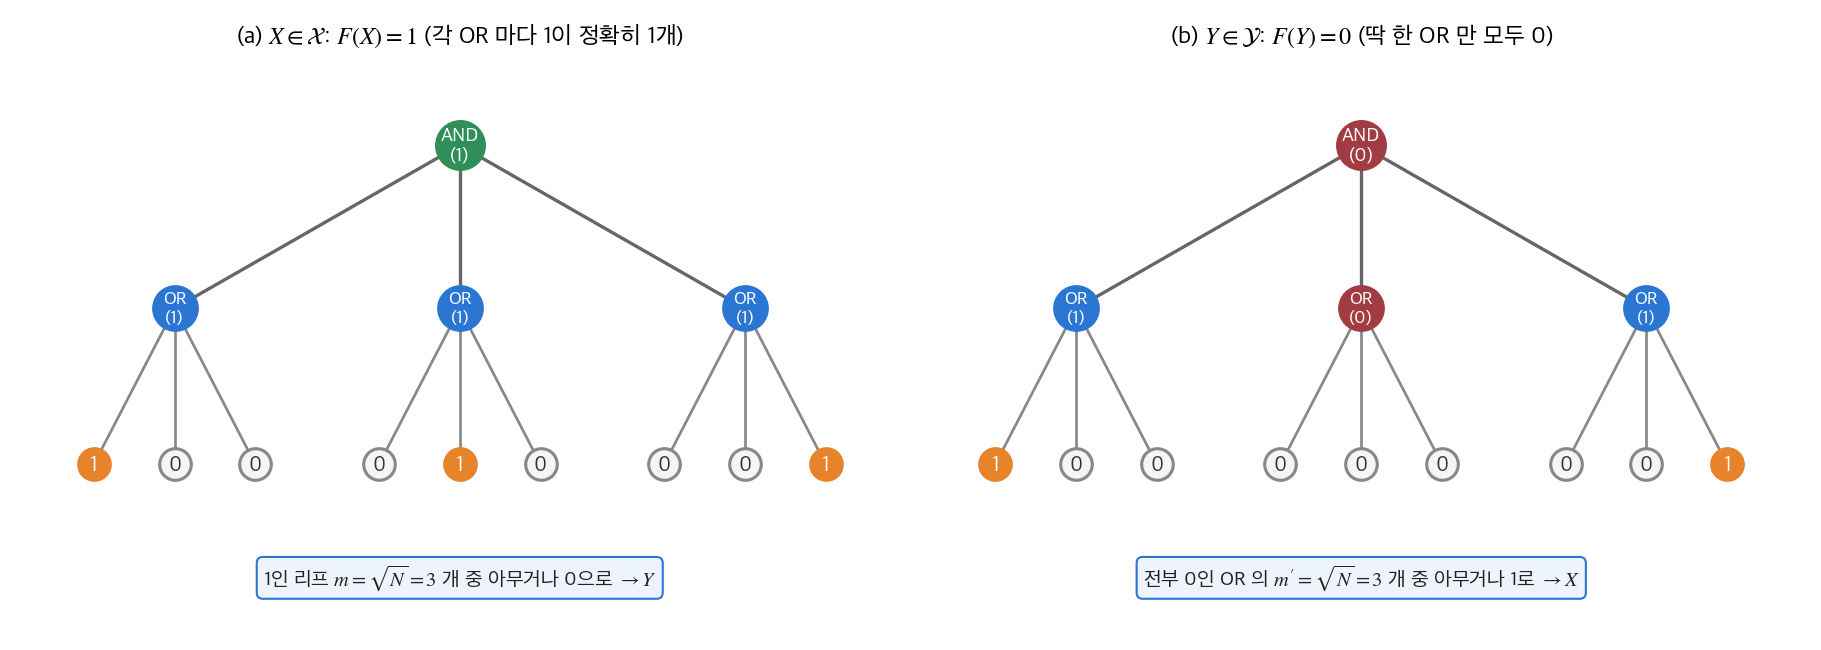 (a) X ∈ 𝒳: F(X) = 1 (각 OR 마다 1이 정확히 1개)
AND
(1)
OR
(1)
OR
(1)
OR
(1)
1 0 0 0 1 0 0 0 1
1인 리프 m = √N = 3 개 중 아무거나 0으로 → Y
(b) Y ∈ 𝒴: F(Y) = 0 (딱 한 OR 만 모두 0)
AND
(0)
OR
(1)
OR
(0)
OR
(1)
1 0 0 0 0 0 0 0 1
전부 0인 OR 의 m′ = √N = 3 개 중 아무거나 1로 → X